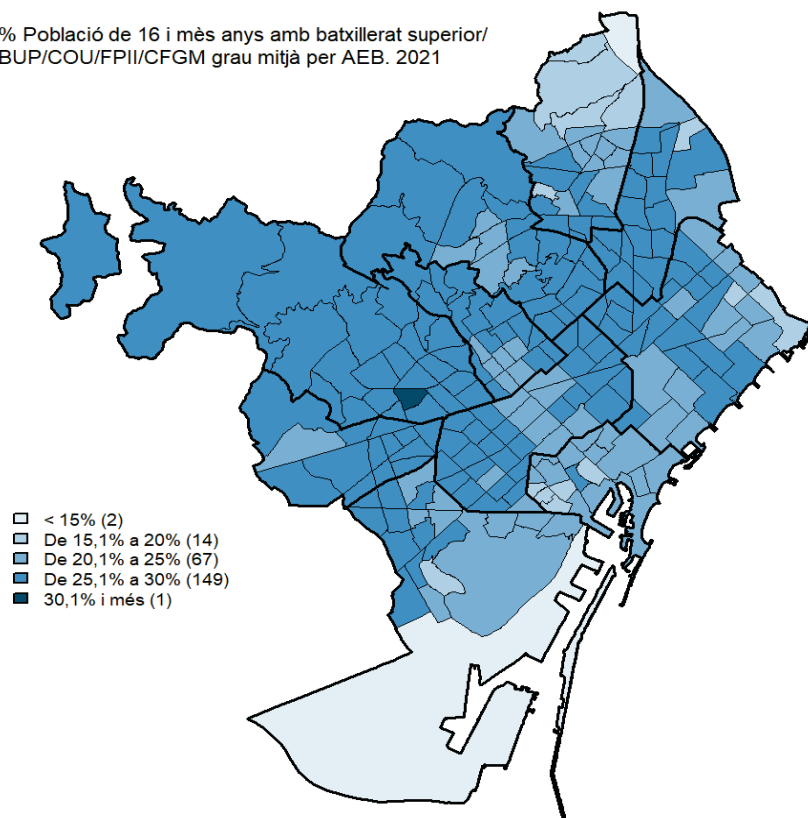 % Població de 16 i mès anys amb batxillerat superior/
BUP/COU/FPII/CFGM grau mitjà per AEB. 2021
< 15% (2)
De 15,1% a 20% (14)
De 20,1% a 25% (67)
De 25,1% a 30% (149)
30,1% i més (1)